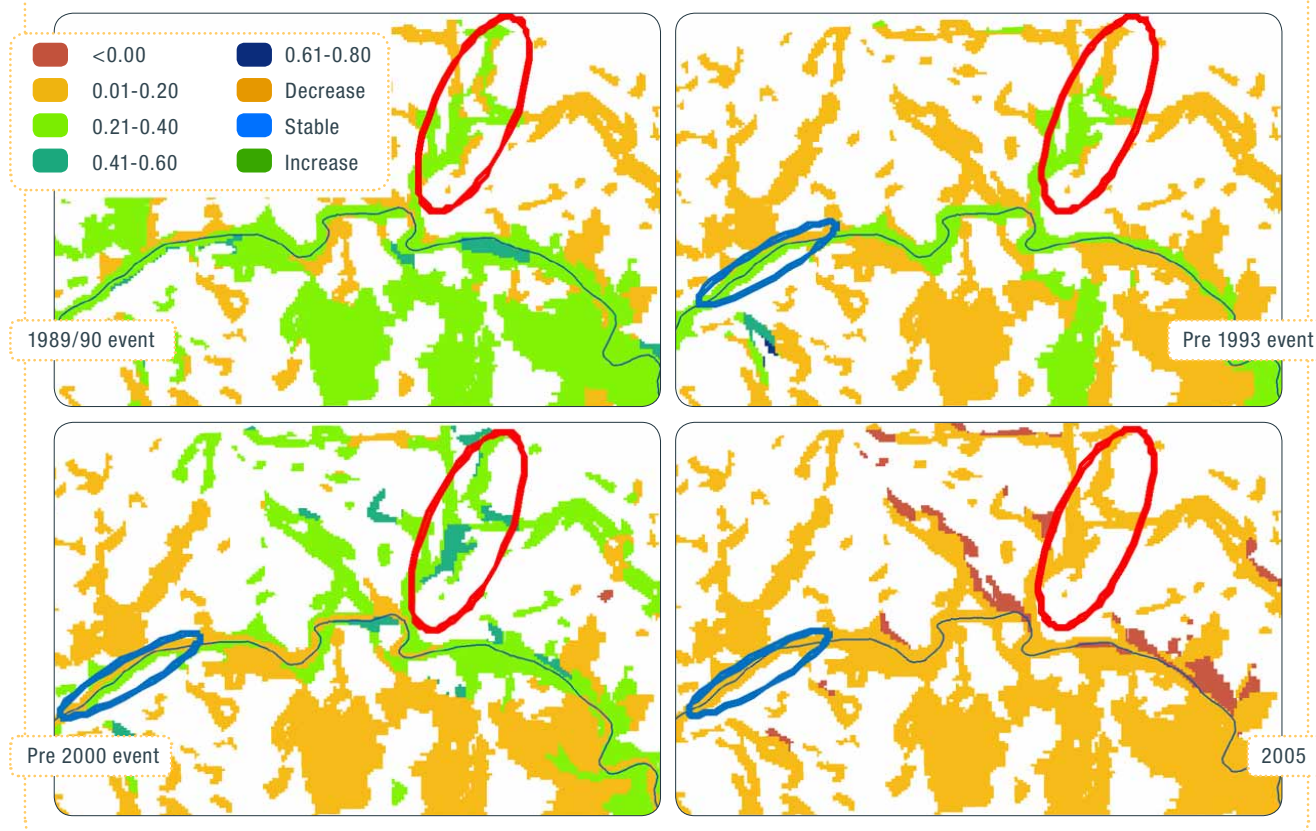 <0.00
0.01-0.20
0.21-0.40
0.41-0.60
0.61-0.80
Decrease
Stable
Increase
1989/90 event
Pre 1993 event
Pre 2000 event
2005